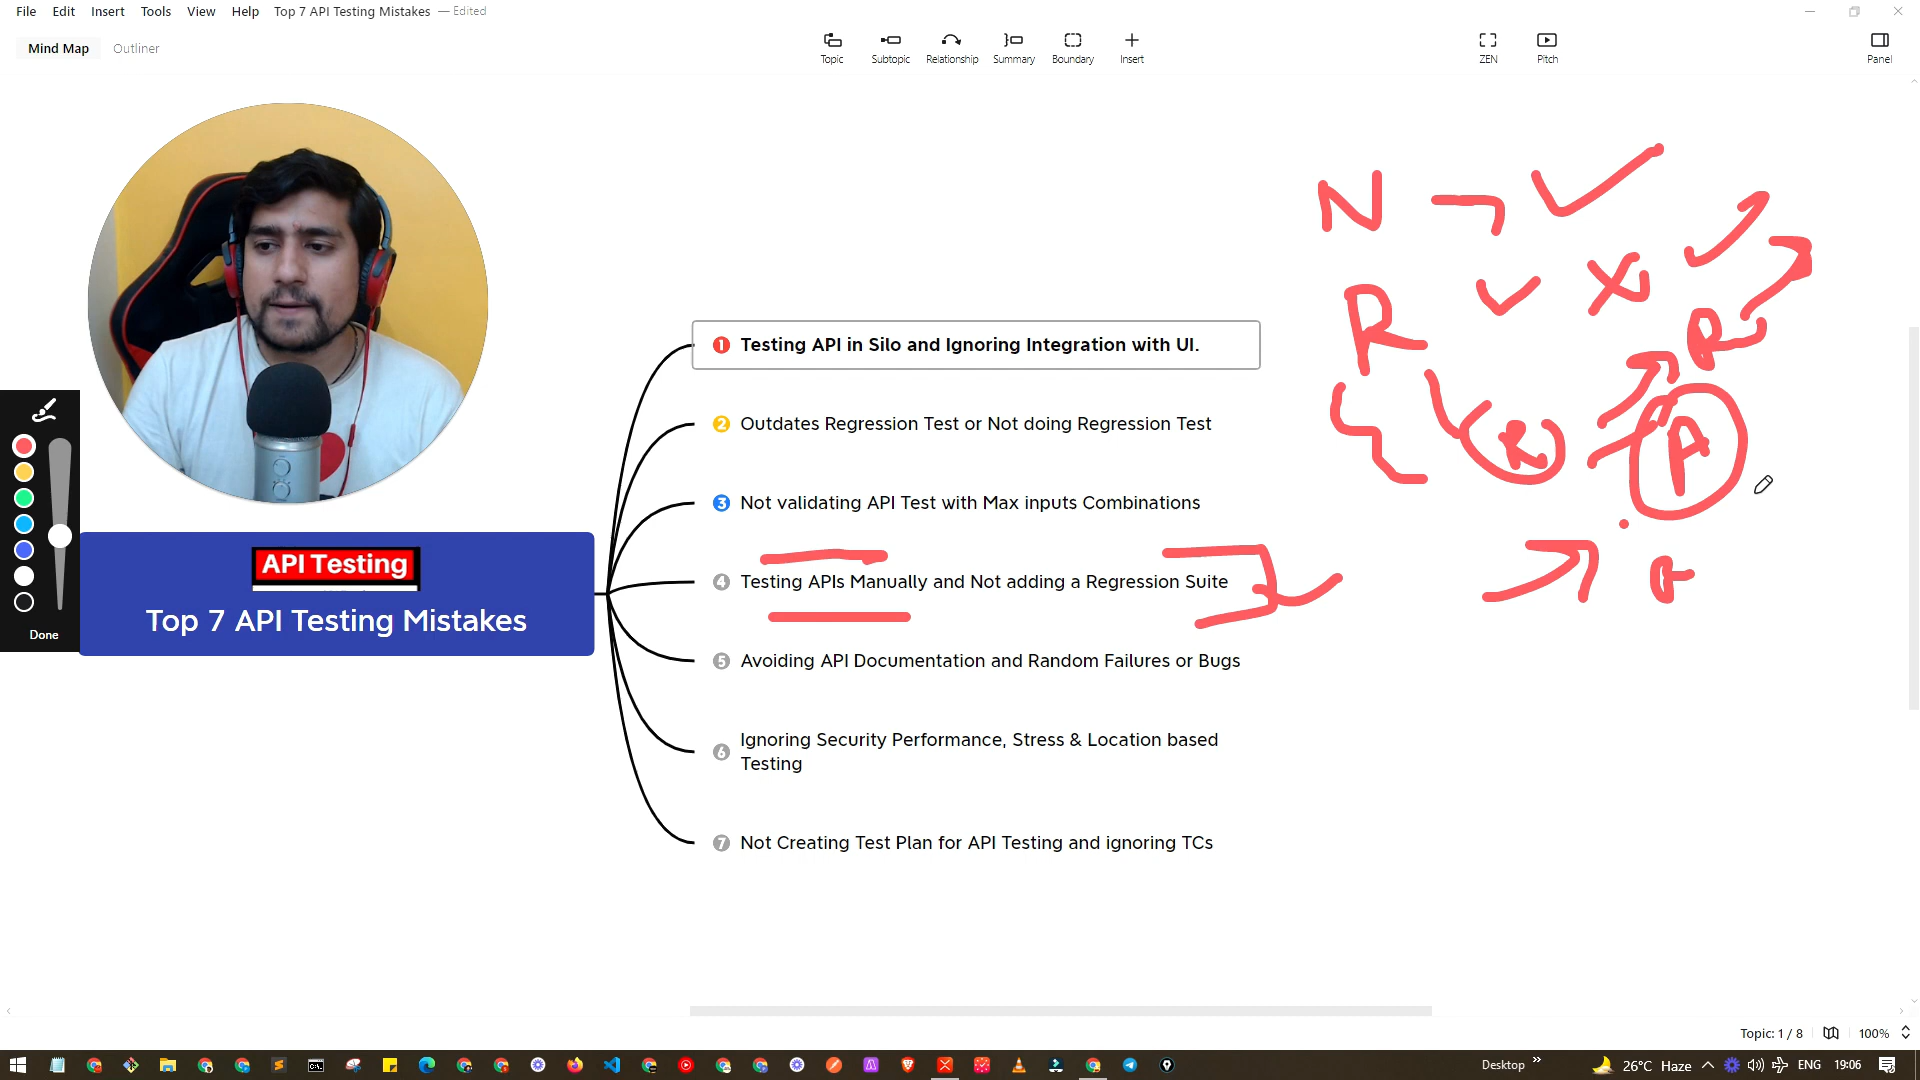 File Edit Insert Tools View Help Top 7 API Testing Mistakes — Edited
Mind Map Outliner
Topic Subtopic Relationship Summary Boundary Insert ZEN Pitch Panel
N
R
R
R
A
1 Testing API in Silo and Ignoring Integration with UI.
2 Outdates Regression Test or Not doing Regression Test
3 Not validating API Test with Max inputs Combinations
4 Testing APIs Manually and Not adding a Regression Suite
5 Avoiding API Documentation and Random Failures or Bugs
6 Ignoring Security Performance, Stress & Location based
Testing
7 Not Creating Test Plan for API Testing and ignoring TCs
API Testing
Top 7 API Testing Mistakes
Done
Topic: 1 / 8 100%
Desktop 26°C Haze ENG 19:06